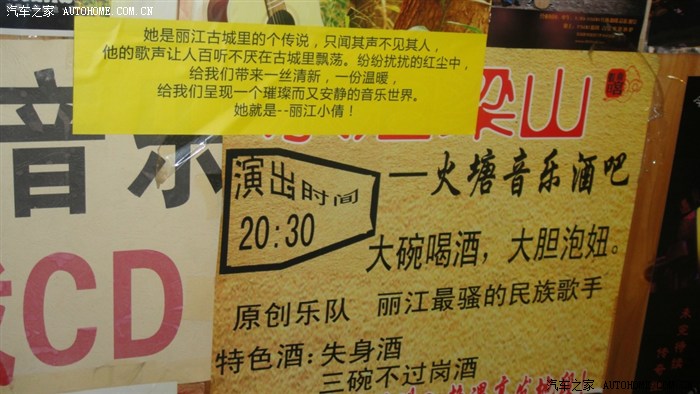 汽车之家 AUTOHOME.COM.CN
她是丽江古城里的个传说，只闻其声不见其人，
他的歌声让人百听不厌在古城里飘荡。纷纷扰扰的红尘中，
给我们带来一丝清新，一份温暖，
给我们呈现一个璀璨而又安静的音乐世界。
她就是--丽江小倩！
梁山
音乐
CD
演出时间
20:30
—火塘音乐酒吧
大碗喝酒，大胆泡妞。
原创乐队 丽江最骚的民族歌手
特色酒：失身酒
三碗不过岗酒
汽车之家 AUTOHOME.COM.CN